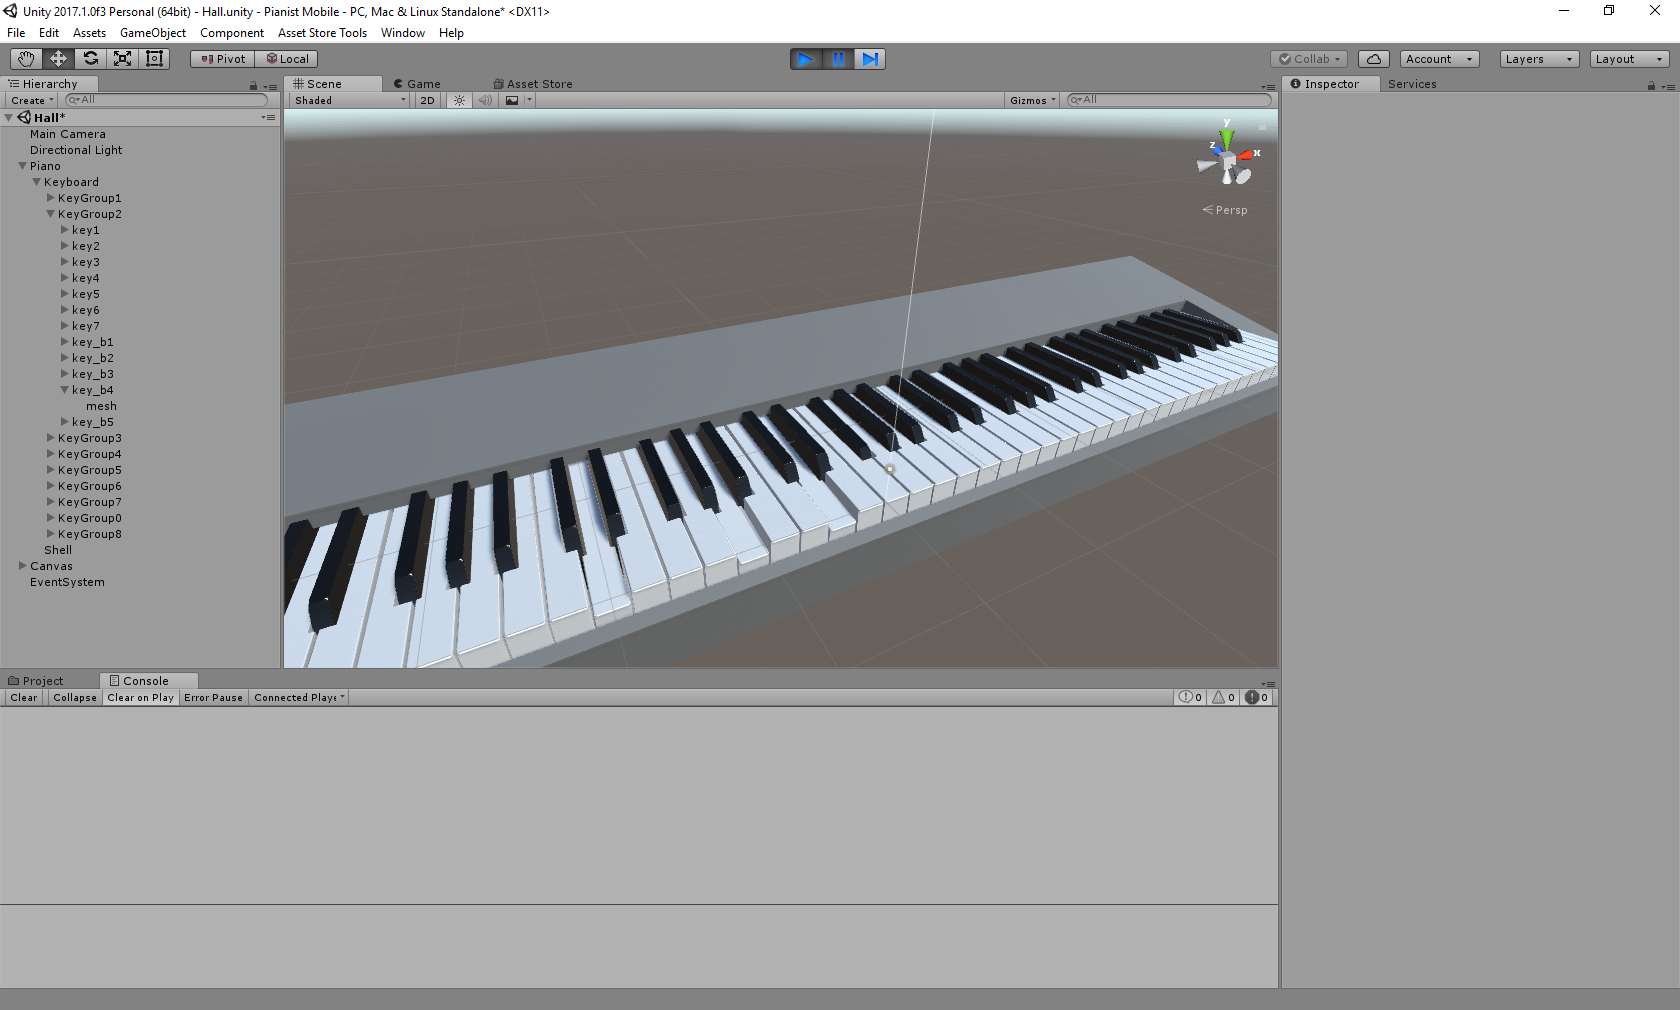 Unity 2017.1.0f3 Personal (64bit) - Hall.unity - Pianist Mobile - PC, Mac & Linux Standalone* <DX11>
File Edit Assets GameObject Component Asset Store Tools Window Help
Pivot Local Collab Account Layers Layout
Hierarchy
Create All
Hall*
Main Camera
Directional Light
Piano
Keyboard
KeyGroup1
KeyGroup2
key1
key2
key3
key4
key5
key6
key7
key_b1
key_b2
key_b3
key_b4
mesh
key_b5
KeyGroup3
KeyGroup4
KeyGroup5
KeyGroup6
KeyGroup7
KeyGroup0
KeyGroup8
Shell
Canvas
EventSystem
Scene Game Asset Store
Shaded 2D Gizmos All
y
z x
Persp
Inspector Services
Project Console
Clear Collapse Clear on Play Error Pause Connected Playe 0 0 0